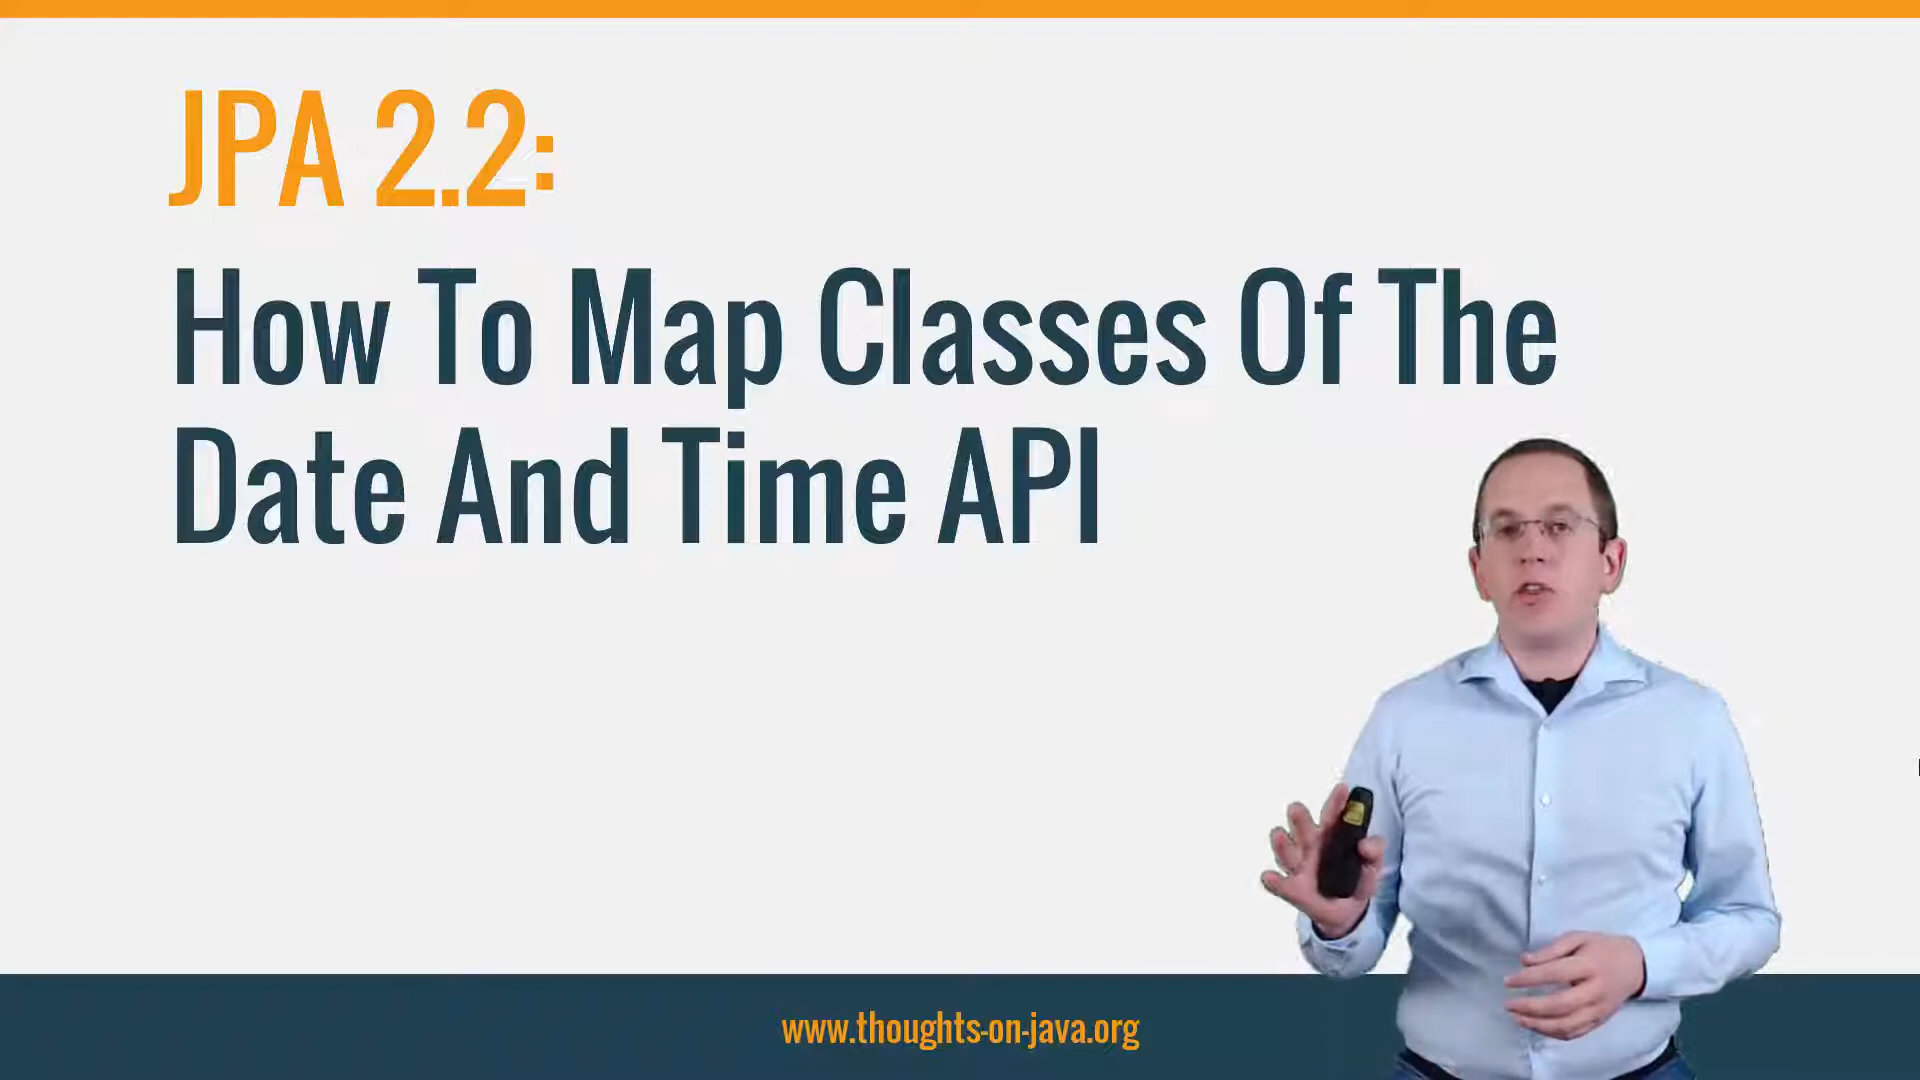 JPA 2.2:
How To Map Classes Of The
Date And Time API
www.thoughts-on-java.org